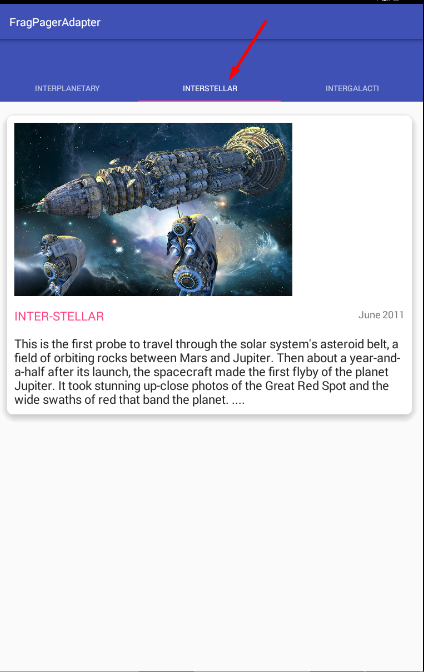 FragPagerAdapter
INTERPLANETARY INTERSTELLAR INTERGALACTI
INTER-STELLAR June 2011
This is the first probe to travel through the solar system's asteroid belt, a
field of orbiting rocks between Mars and Jupiter. Then about a year-and-
a-half after its launch, the spacecraft made the first flyby of the planet
Jupiter. It took stunning up-close photos of the Great Red Spot and the
wide swaths of red that band the planet. ....